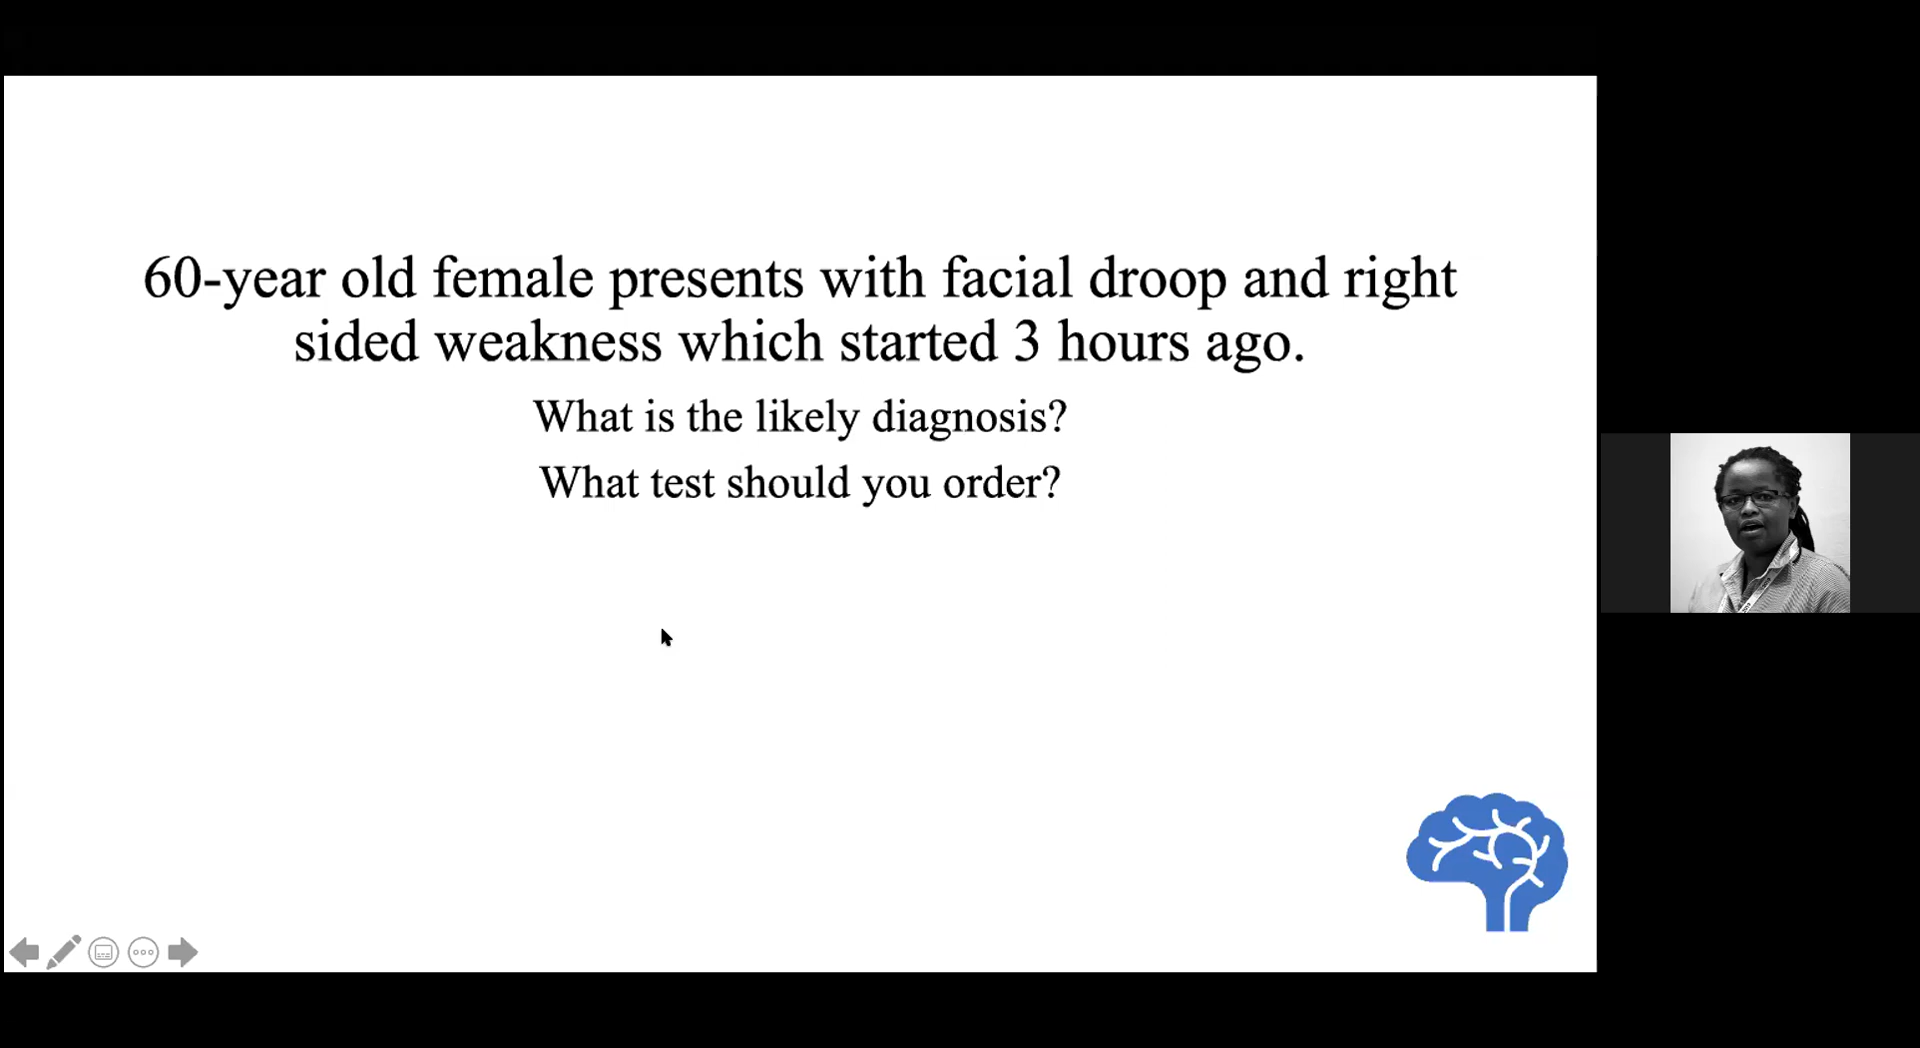 60-year old female presents with facial droop and right
sided weakness which started 3 hours ago.
What is the likely diagnosis?
What test should you order?